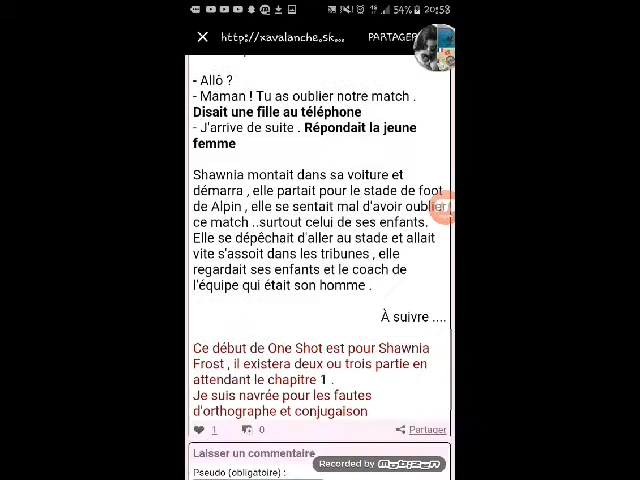 54% 20:58
http://xavalanche.sk... PARTAGER
- Allô ?
- Maman ! Tu as oublier notre match .
Disait une fille au téléphone
- J'arrive de suite . Répondait la jeune
femme
Shawnia montait dans sa voiture et
démarra , elle partait pour le stade de foot
de Alpin , elle se sentait mal d'avoir oublier
ce match ..surtout celui de ses enfants.
Elle se dépêchait d'aller au stade et allait
vite s'assoit dans les tribunes , elle
regardait ses enfants et le coach de
l'équipe qui était son homme .
À suivre ....
Ce début de One Shot est pour Shawnia
Frost , il existera deux ou trois partie en
attendant le chapitre 1 .
Je suis navrée pour les fautes
d'orthographe et conjugaison
1 0 Partager
Laisser un commentaire
Recorded by mobizen
Pseudo (obligatoire) :